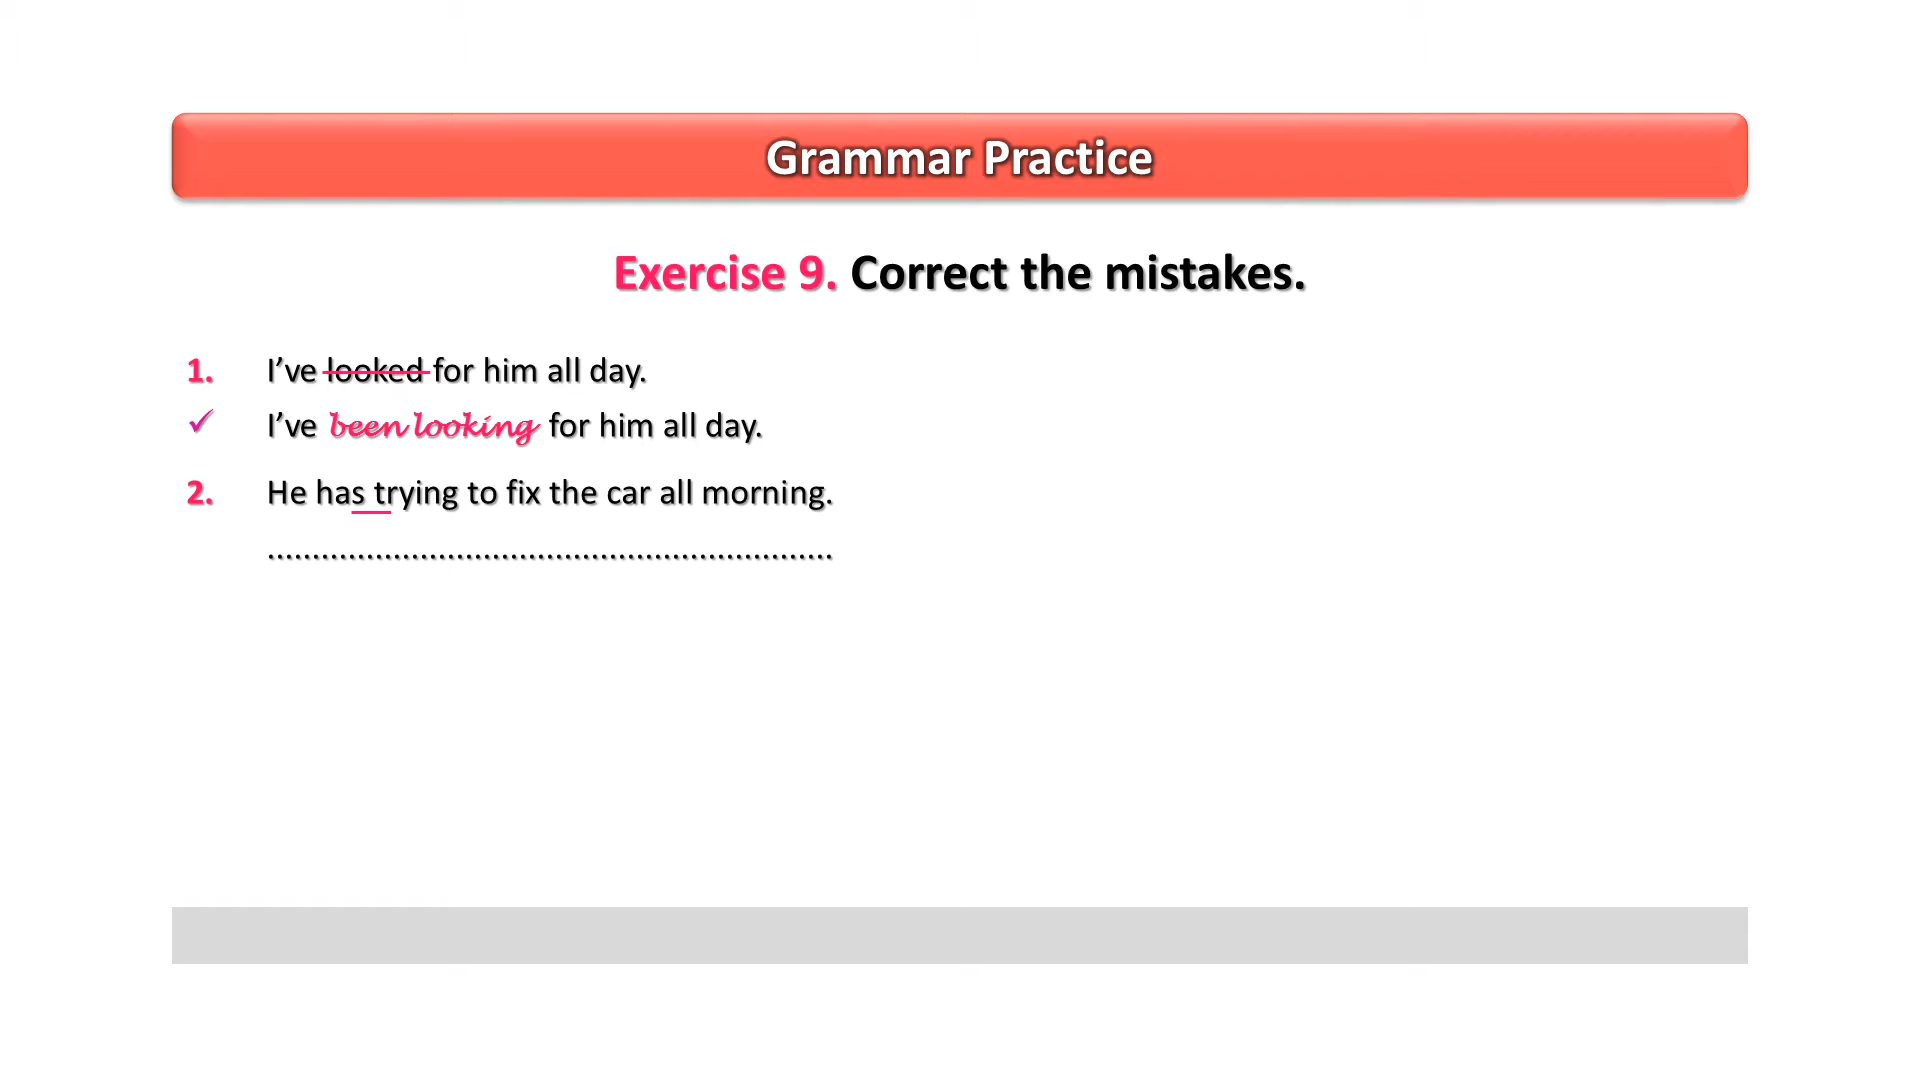 Grammar Practice
Exercise 9. Correct the mistakes.
1. I’ve looked for him all day.
✓ I’ve been looking for him all day.
2. He has trying to fix the car all morning.
...............................................................